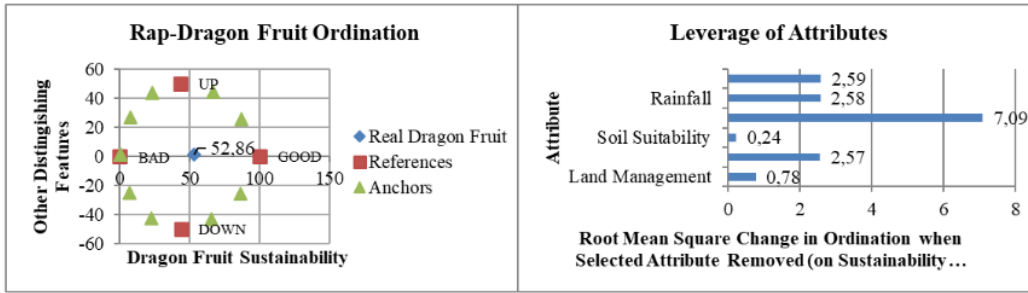 Rap-Dragon Fruit Ordination
60
40
20
0
-20
-40
-60
Other Distingishing
Features
UP
52,86
BAD
GOOD
DOWN
0
50
100
150
Dragon Fruit Sustainability
Real Dragon Fruit
References
Anchors
Leverage of Attributes
Attribute
2,59
Rainfall
2,58
7,09
Soil Suitability
0,24
2,57
Land Management
0,78
0
2
4
6
8
Root Mean Square Change in Ordination when
Selected Attribute Removed (on Sustainability…